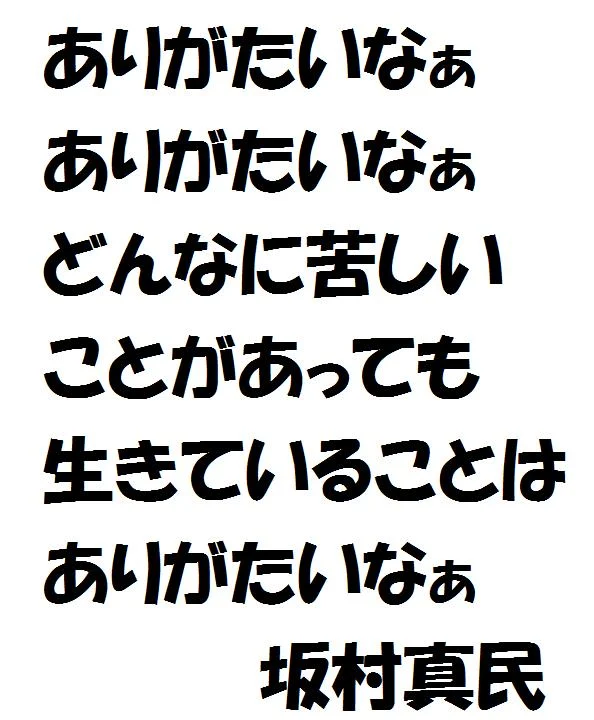 ありがたいなぁ
ありがたいなぁ
どんなに苦しい
ことがあっても
生きていることは
ありがたいなぁ
坂村真民